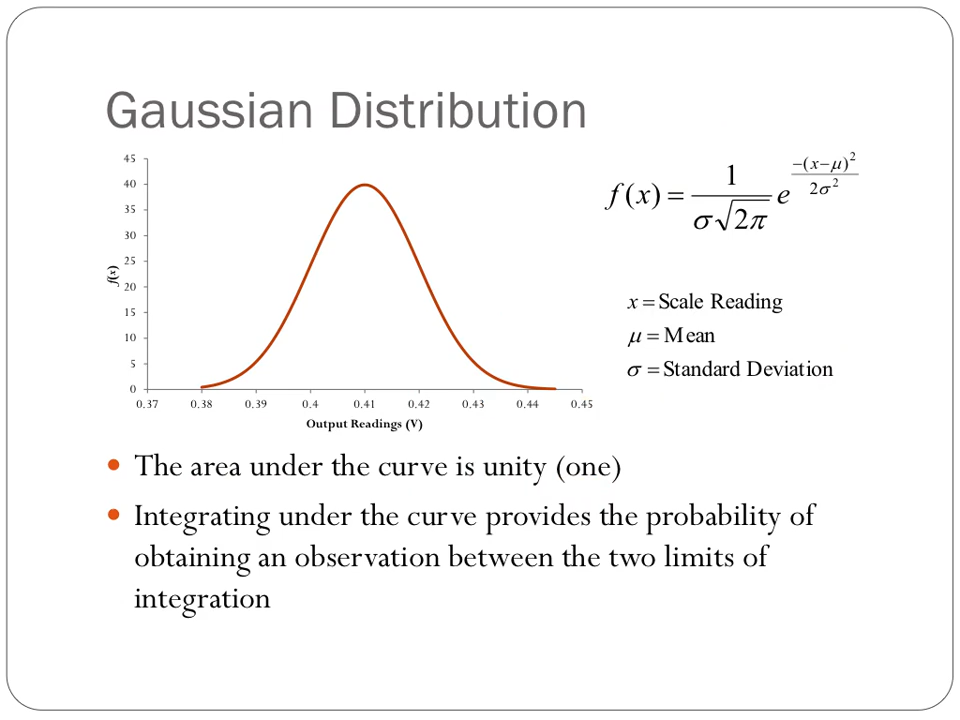 Gaussian Distribution
45
40
35
30
25
20
15
10
5
0
f(x)
0.37 0.38 0.39 0.4 0.41 0.42 0.43 0.44 0.45
Output Readings (V)
f(x) = 1/(σ√2π) e^(−(x−μ)²/2σ²)
x = Scale Reading
μ = Mean
σ = Standard Deviation
• The area under the curve is unity (one)
• Integrating under the curve provides the probability of
obtaining an observation between the two limits of
integration